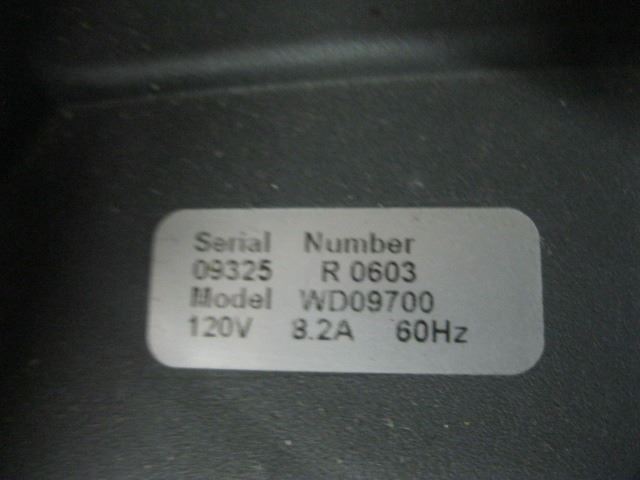 Serial Number
09325 R 0603
Model WD09700
120V 8.2A 60Hz